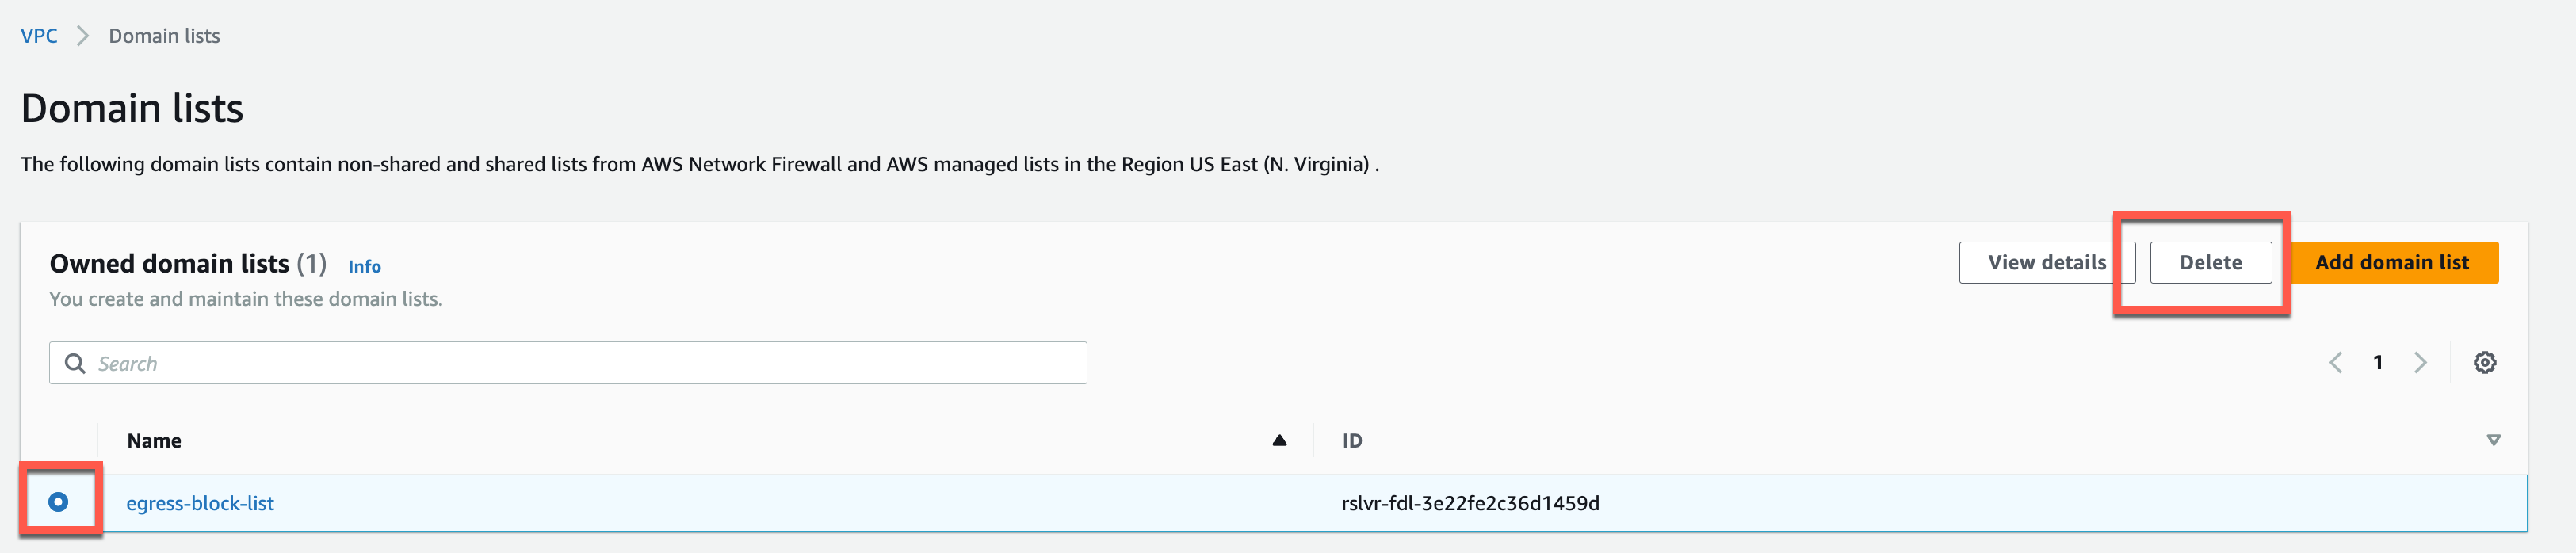 VPC > Domain lists
Domain lists
The following domain lists contain non-shared and shared lists from AWS Network Firewall and AWS managed lists in the Region US East (N. Virginia) .
Owned domain lists (1) Info
View details Delete Add domain list
You create and maintain these domain lists.
Search
1
Name ID
egress-block-list rslvr-fdl-3e22fe2c36d1459d